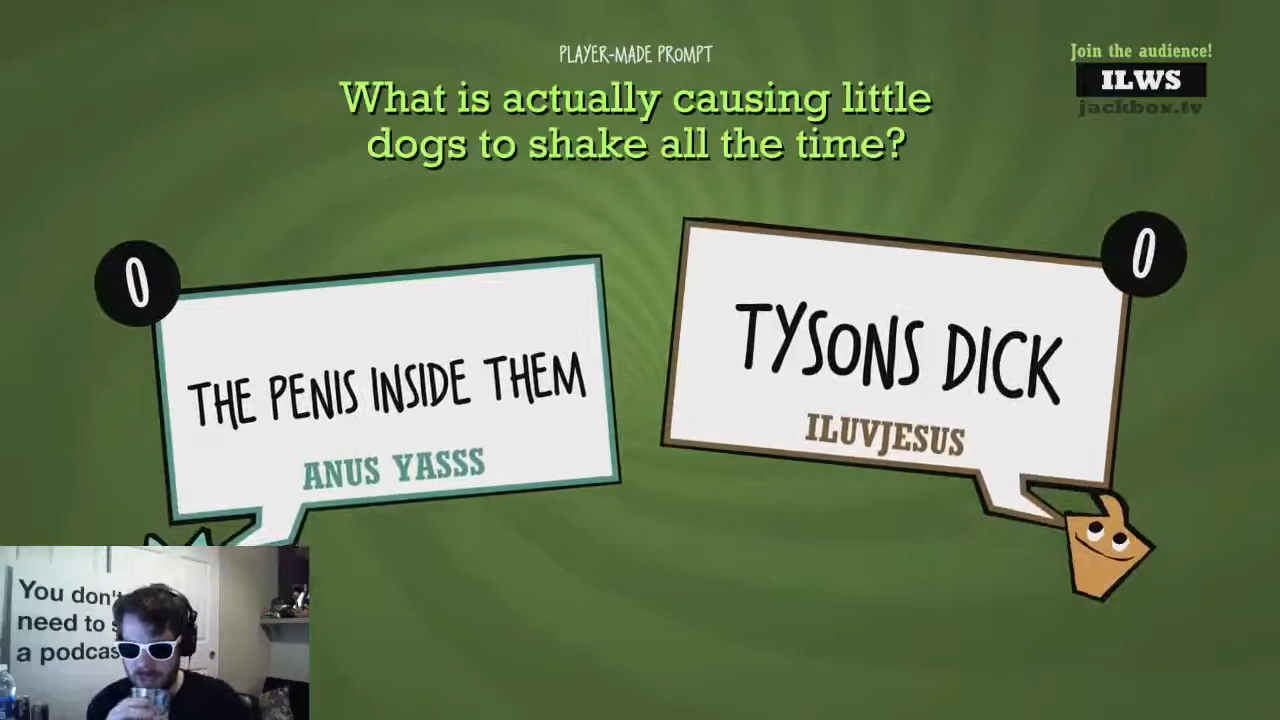 PLAYER-MADE PROMPT
What is actually causing little
dogs to shake all the time?
Join the audience!
ILWS
jackbox.tv
0
THE PENIS INSIDE THEM
ANUS YASSS
0
TYSONS DICK
ILUVJESUS
You don't
need to
a podcas